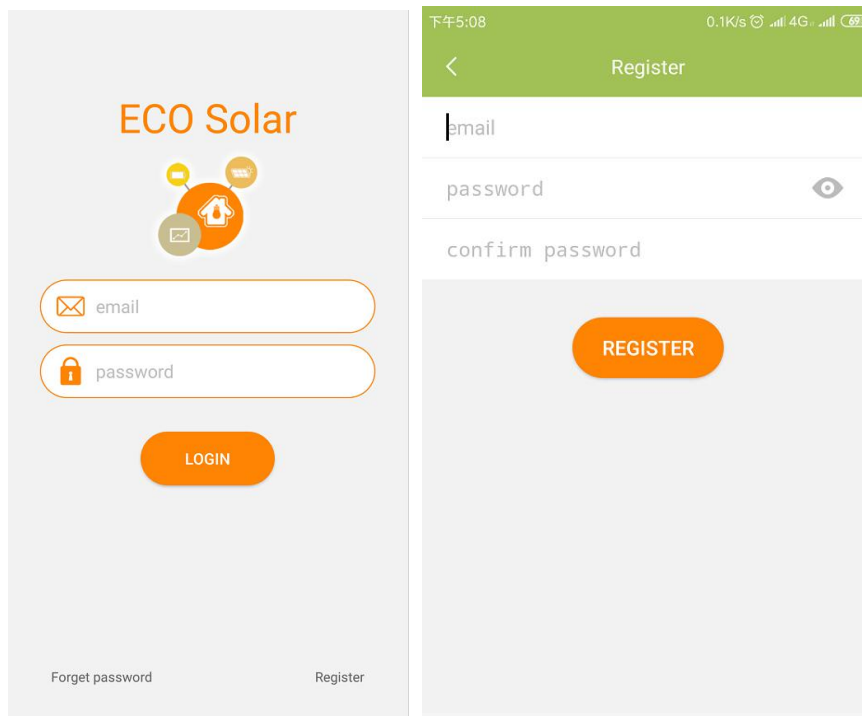 ECO Solar
email
password
LOGIN
Forget password
Register
下午5:08
0.1K/s 4G 69
Register
email
password
confirm password
REGISTER